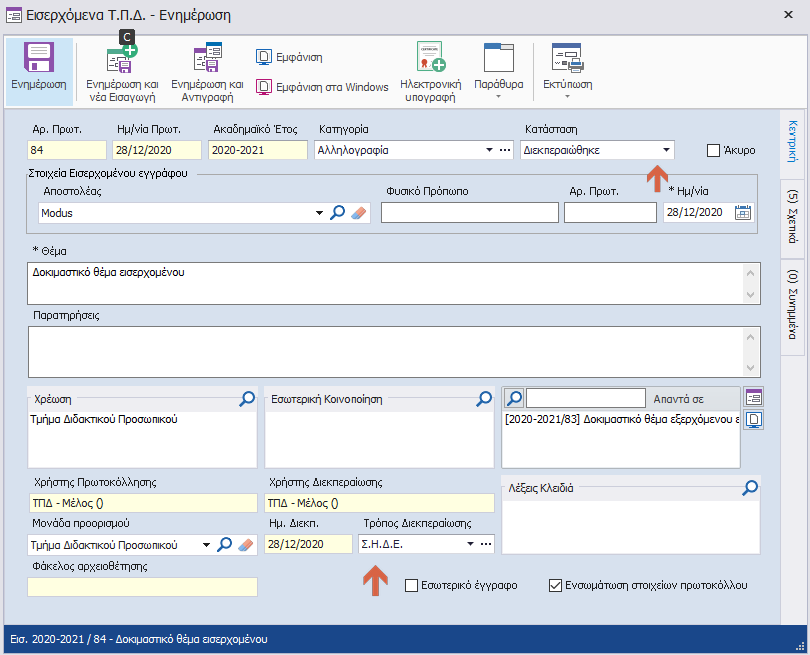 Εισερχόμενα Τ.Π.Δ. - Ενημέρωση
C
Ενημέρωση
Ενημέρωση και
νέα Εισαγωγή
Ενημέρωση και
Αντιγραφή
Εμφάνιση
Εμφάνιση στα Windows
Ηλεκτρονική
υπογραφή
Παράθυρα
Εκτύπωση
Αρ. Πρωτ.
Ημ/νία Πρωτ.
Ακαδημαϊκό Έτος
Κατηγορία
Κατάσταση
84
28/12/2020
2020-2021
Αλληλογραφία
Διεκπεραιώθηκε
Άκυρο
Στοιχεία Εισερχομένου εγγράφου
Αποστολέας
Φυσικό Πρόπωπο
Αρ. Πρωτ.
* Ημ/νία
Modus
28/12/2020
* Θέμα
Δοκιμαστικό θέμα εισερχομένου
Παρατηρήσεις
Χρέωση
Εσωτερική Κοινοποίηση
Απαντά σε
Τμήμα Διδακτικού Προσωπικού
[2020-2021/83] Δοκιμαστικό θέμα εξερχόμενου ε
Χρήστης Πρωτοκόλλησης
Χρήστης Διεκπεραίωσης
Λέξεις Κλειδιά
ΤΠΔ - Μέλος ()
ΤΠΔ - Μέλος ()
Μονάδα προορισμού
Ημ. Διεκπ.
Τρόπος Διεκπεραίωσης
Τμήμα Διδακτικού Προσωπικού
28/12/2020
Σ.Η.Δ.Ε.
Φάκελος αρχειοθέτησης
Εσωτερικό έγγραφο
Ενσωμάτωση στοιχείων πρωτοκόλλου
Κεντρική
(5) Σχετικά
(0) Συνημμένα
Εισ. 2020-2021 / 84 - Δοκιμαστικό θέμα εισερχομένου